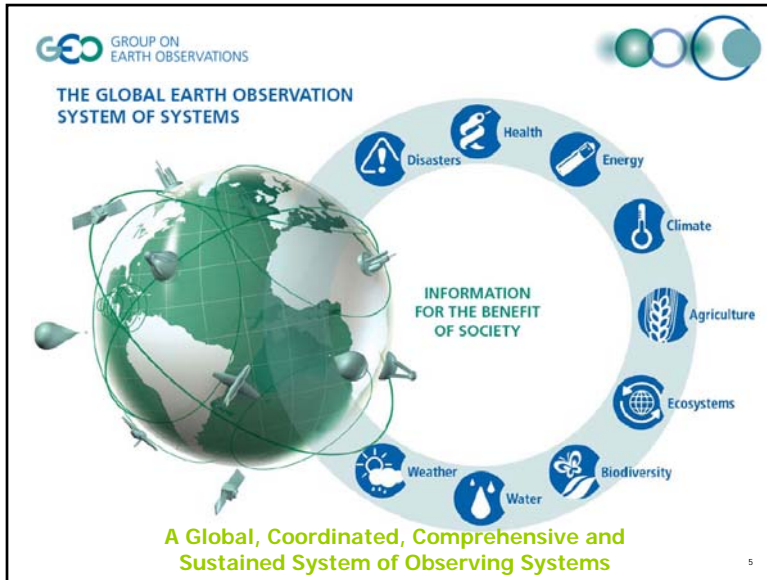 GEO GROUP ON
EARTH OBSERVATIONS
THE GLOBAL EARTH OBSERVATION
SYSTEM OF SYSTEMS
Disasters
Health
Energy
Climate
Agriculture
Ecosystems
Biodiversity
Water
Weather
INFORMATION
FOR THE BENEFIT
OF SOCIETY
A Global, Coordinated, Comprehensive and
Sustained System of Observing Systems
5